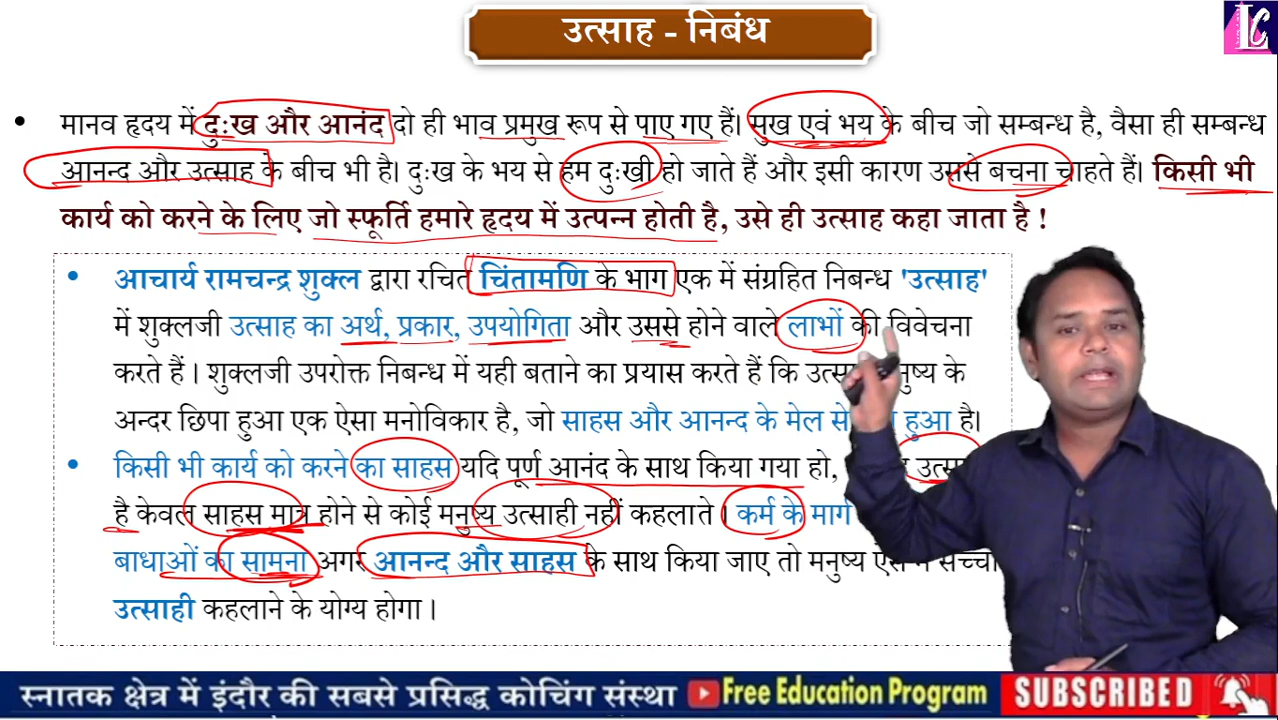 उत्साह - निबंध
LC
• मानव हृदय में दुःख और आनंद दो ही भाव प्रमुख रूप से पाए गए हैं। सुख एवं भय के बीच जो सम्बन्ध है, वैसा ही सम्बन्ध
आनन्द और उत्साह के बीच भी है। दुःख के भय से हम दुःखी हो जाते हैं और इसी कारण उससे बचना चाहते हैं। किसी भी
कार्य को करने के लिए जो स्फूर्ति हमारे हृदय में उत्पन्न होती है, उसे ही उत्साह कहा जाता है !
• आचार्य रामचन्द्र शुक्ल द्वारा रचित चिंतामणि के भाग एक में संग्रहित निबन्ध 'उत्साह'
में शुक्लजी उत्साह का अर्थ, प्रकार, उपयोगिता और उससे होने वाले लाभों की विवेचना
करते हैं। शुक्लजी उपरोक्त निबन्ध में यही बताने का प्रयास करते हैं कि के
अन्दर छिपा हुआ एक ऐसा मनोविकार है, जो साहस और आनन्द के मेल से हुआ है।
• किसी भी कार्य को करने का साहस यदि पूर्ण आनंद के साथ किया गया हो,
है केवल साहस मात्र होने से कोई मनुष्य उत्साही नहीं कहलाते। कर्म के मार्ग
बाधाओं का सामना अगर आनन्द और साहस के साथ किया जाए तो मनुष्य
उत्साही कहलाने के योग्य होगा।
स्नातक क्षेत्र में इंदौर की सबसे प्रसिद्ध कोचिंग संस्था Free Education Program SUBSCRIBED